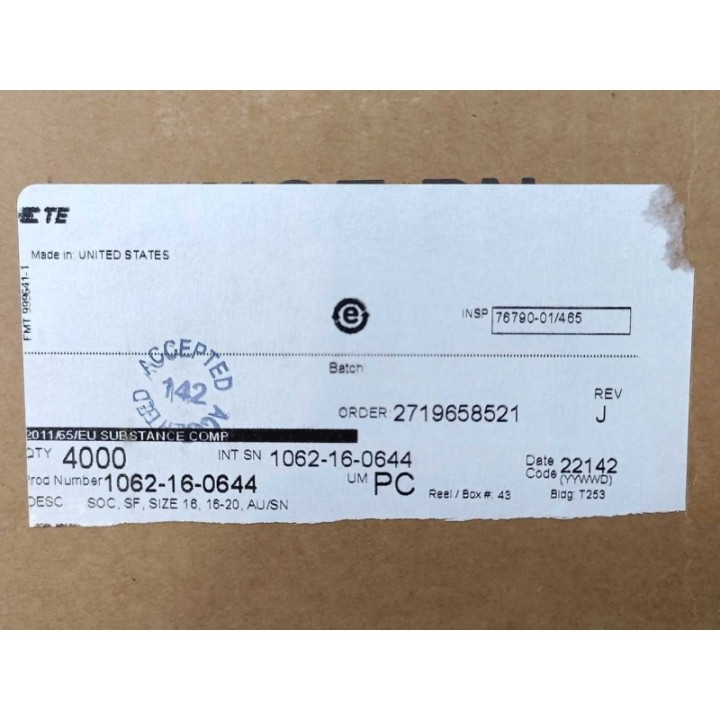 TE
Made in: UNITED STATES
FMT 999641-1
e
INSP 76790-01/465
ACCEPTED
142
ACCEPTED
Batch
ORDER 2719658521
REV
J
2011/65/EU SUBSTANCE COMP
QTY 4000
INT SN 1062-16-0644
Date Code 22142
(YYWWD)
Prod Number 1062-16-0644
UM PC
Reel / Box #: 43
Bldg: T253
DESC SOC, SF, SIZE 16, 16-20, AU/SN